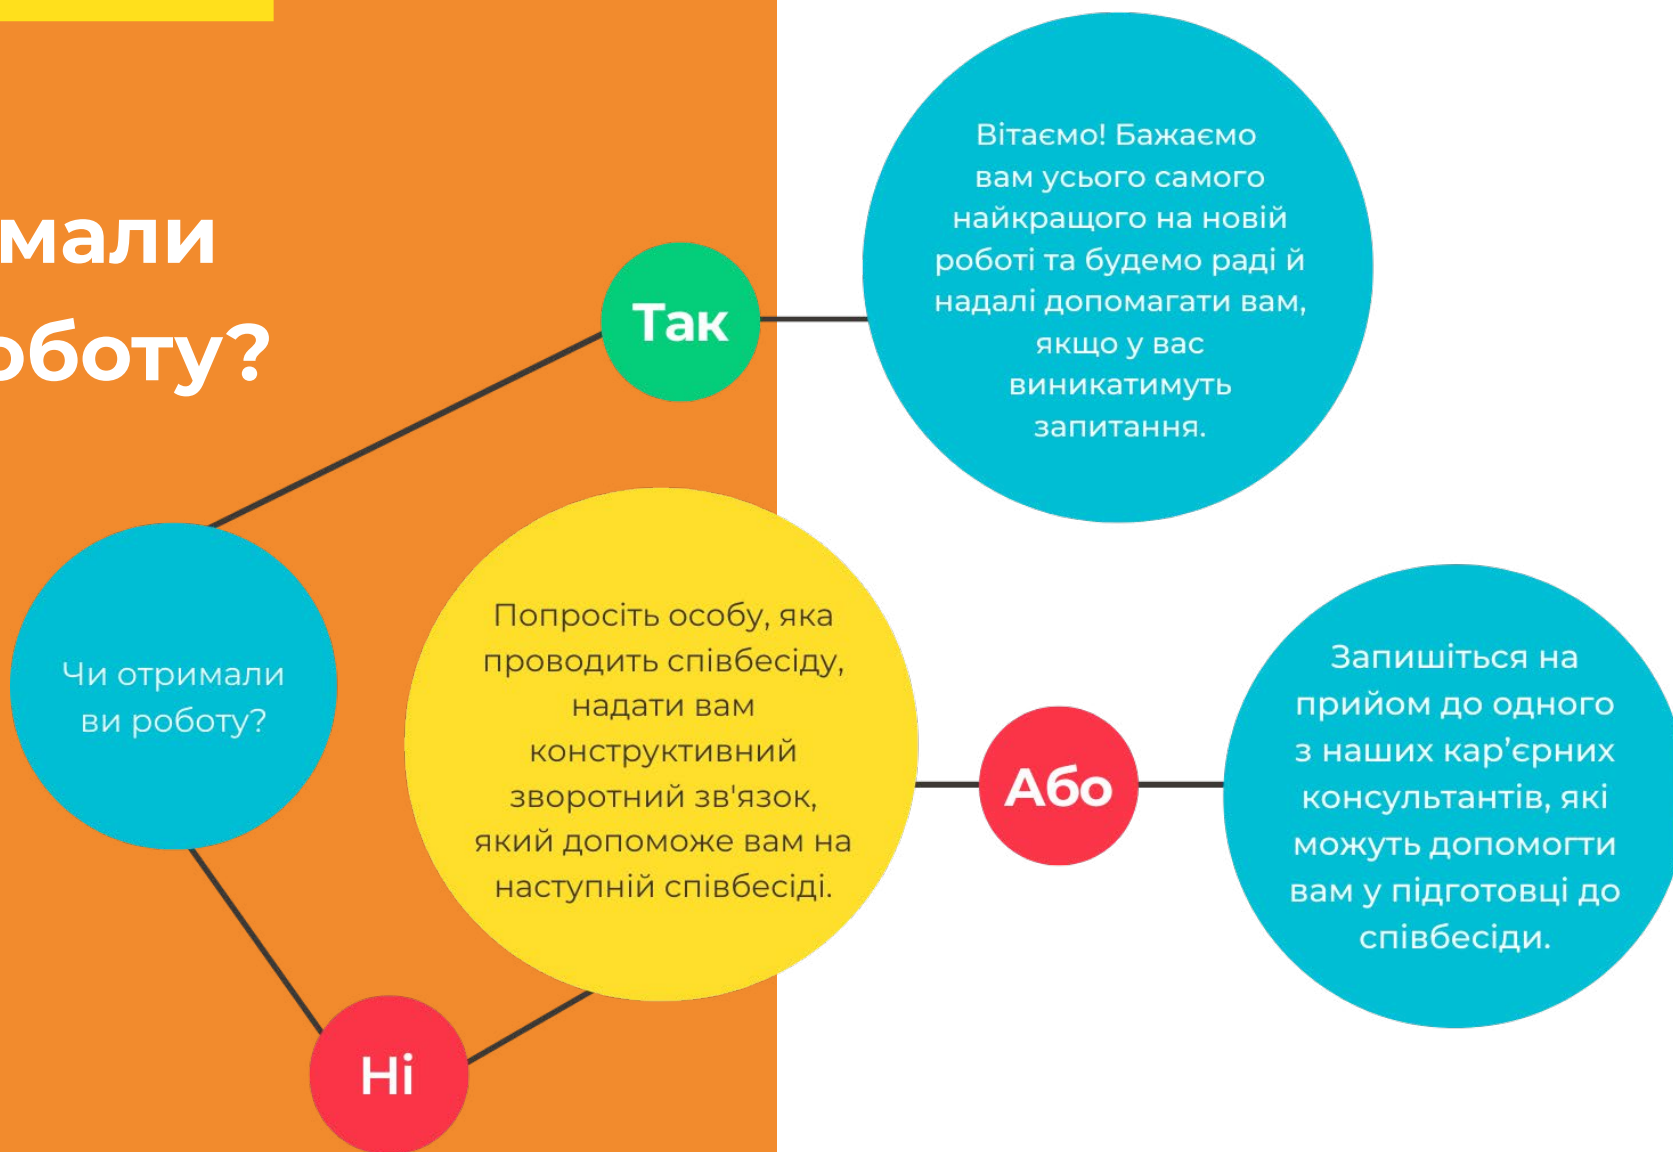 мали
оботу?
Так
Вітаємо! Бажаємо
вам усього самого
найкращого на новій
роботі та будемо раді й
надалі допомагати вам,
якщо у вас
виникатимуть
запитання.
Чи отримали
ви роботу?
Попросіть особу, яка
проводить співбесіду,
надати вам
конструктивний
зворотний зв'язок,
який допоможе вам на
наступній співбесіді.
Або
Запишіться на
прийом до одного
з наших кар’єрних
консультантів, які
можуть допомогти
вам у підготовці до
співбесіди.
Ні